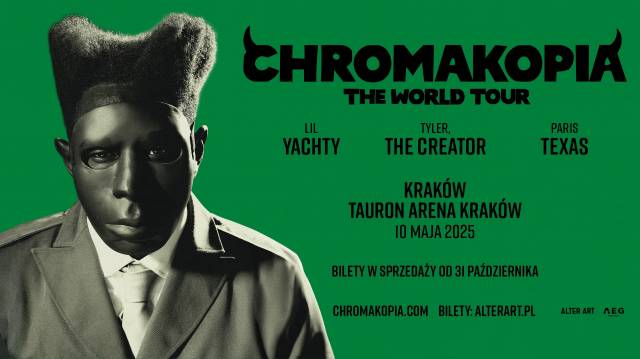 CHROMAKOPIA
THE WORLD TOUR
LIL YACHTY
TYLER, THE CREATOR
PARIS TEXAS
KRAKÓW
TAURON ARENA KRAKÓW
10 MAJA 2025
BILETY W SPRZEDAŻY OD 31 PAŹDZIERNIKA
CHROMAKOPIA.COM BILETY: ALTERART.PL ALTER ART AEG